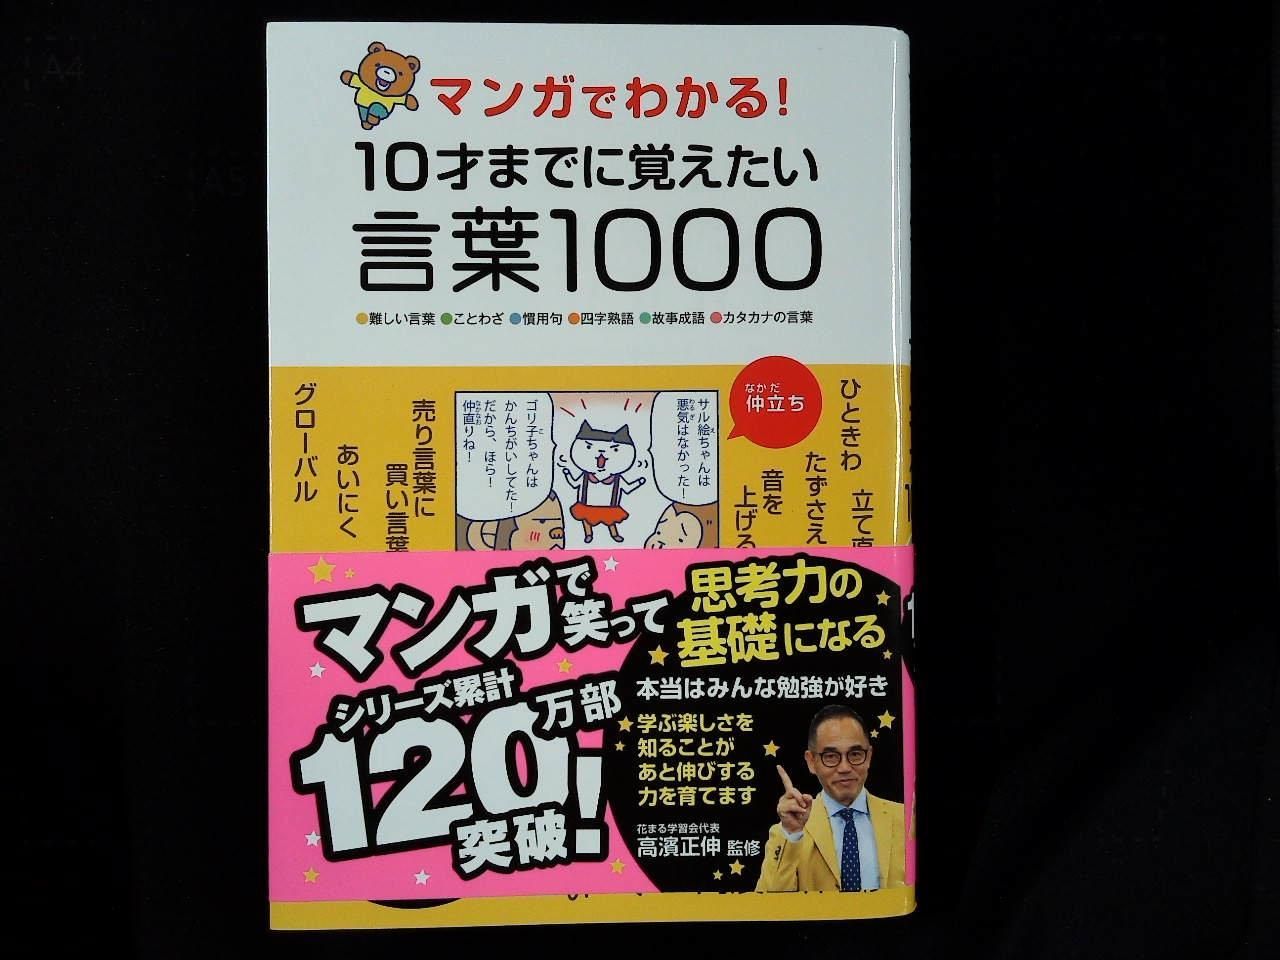 マンガでわかる!
10才までに覚えたい
言葉1000
●難しい言葉 ●ことわざ ●慣用句 ●四字熟語 ●故事成語 ●カタカナの言葉
なかだ
仲立ち
ひときわ
立て直
たずさえ
音を
上げる
サル絵ちゃんは
悪気はなかった!
ゴリ子ちゃんは
かんちがいしてた!
だから、ほら!
仲直りね!
売り言葉に
買い言葉
あいにく
グローバル
マンガで
笑って
思考力の
基礎になる
シリーズ累計
120万部
突破!
本当はみんな勉強が好き
学ぶ楽しさを
知ることが
あと伸びする
力を育てます
花まる学習会代表
高濱正伸 監修
A4
A5